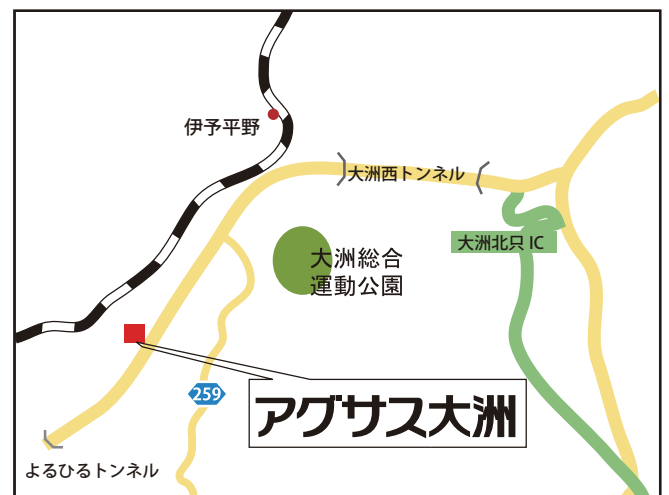 伊予平野
大洲西トンネル
大洲北只 IC
大洲総合
運動公園
259
アグサス大洲
よるひるトンネル